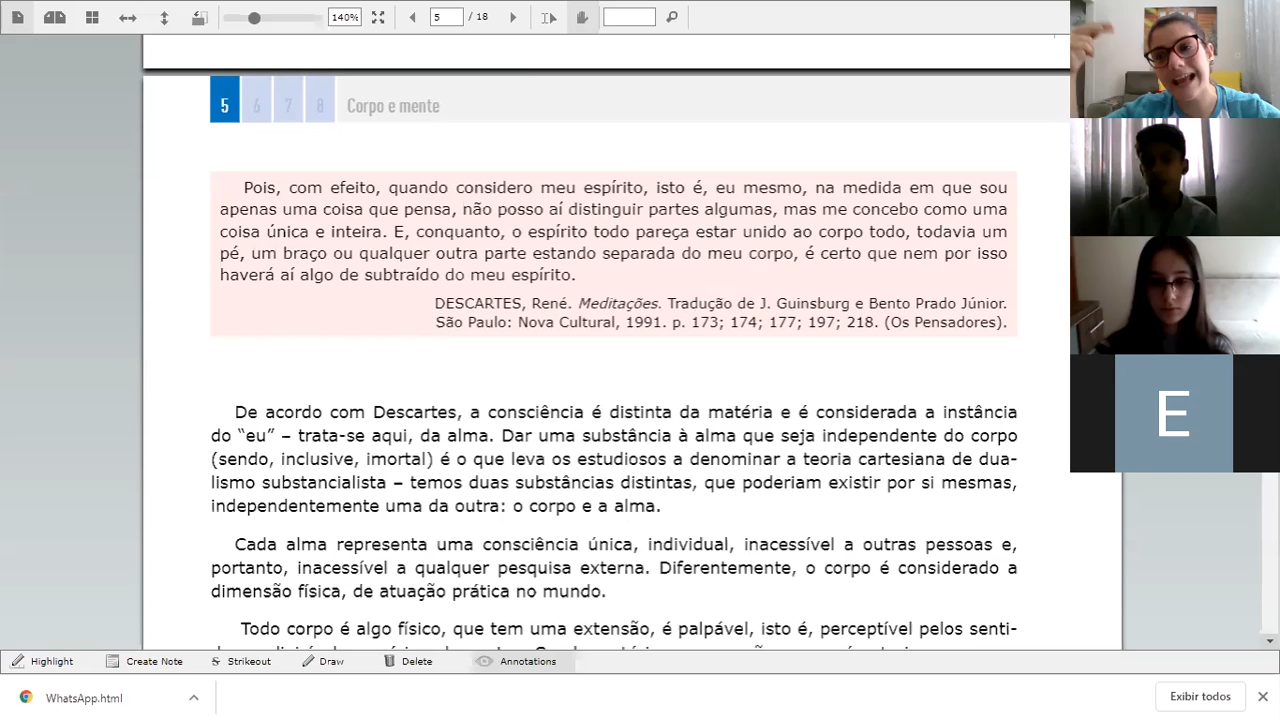 140%
5
/ 18
5 6 7 8 Corpo e mente
Pois, com efeito, quando considero meu espírito, isto é, eu mesmo, na medida em que sou
apenas uma coisa que pensa, não posso aí distinguir partes algumas, mas me concebo como uma
coisa única e inteira. E, conquanto, o espírito todo pareça estar unido ao corpo todo, todavia um
pé, um braço ou qualquer outra parte estando separada do meu corpo, é certo que nem por isso
haverá aí algo de subtraído do meu espírito.
DESCARTES, René. Meditações. Tradução de J. Guinsburg e Bento Prado Júnior.
São Paulo: Nova Cultural, 1991. p. 173; 174; 177; 197; 218. (Os Pensadores).
De acordo com Descartes, a consciência é distinta da matéria e é considerada a instância
do “eu” – trata-se aqui, da alma. Dar uma substância à alma que seja independente do corpo
(sendo, inclusive, imortal) é o que leva os estudiosos a denominar a teoria cartesiana de dua-
lismo substancialista – temos duas substâncias distintas, que poderiam existir por si mesmas,
independentemente uma da outra: o corpo e a alma.
Cada alma representa uma consciência única, individual, inacessível a outras pessoas e,
portanto, inacessível a qualquer pesquisa externa. Diferentemente, o corpo é considerado a
dimensão física, de atuação prática no mundo.
Todo corpo é algo físico, que tem uma extensão, é palpável, isto é, perceptível pelos senti-
E
Highlight Create Note Strikeout Draw Delete Annotations
WhatsApp.html
Exibir todos